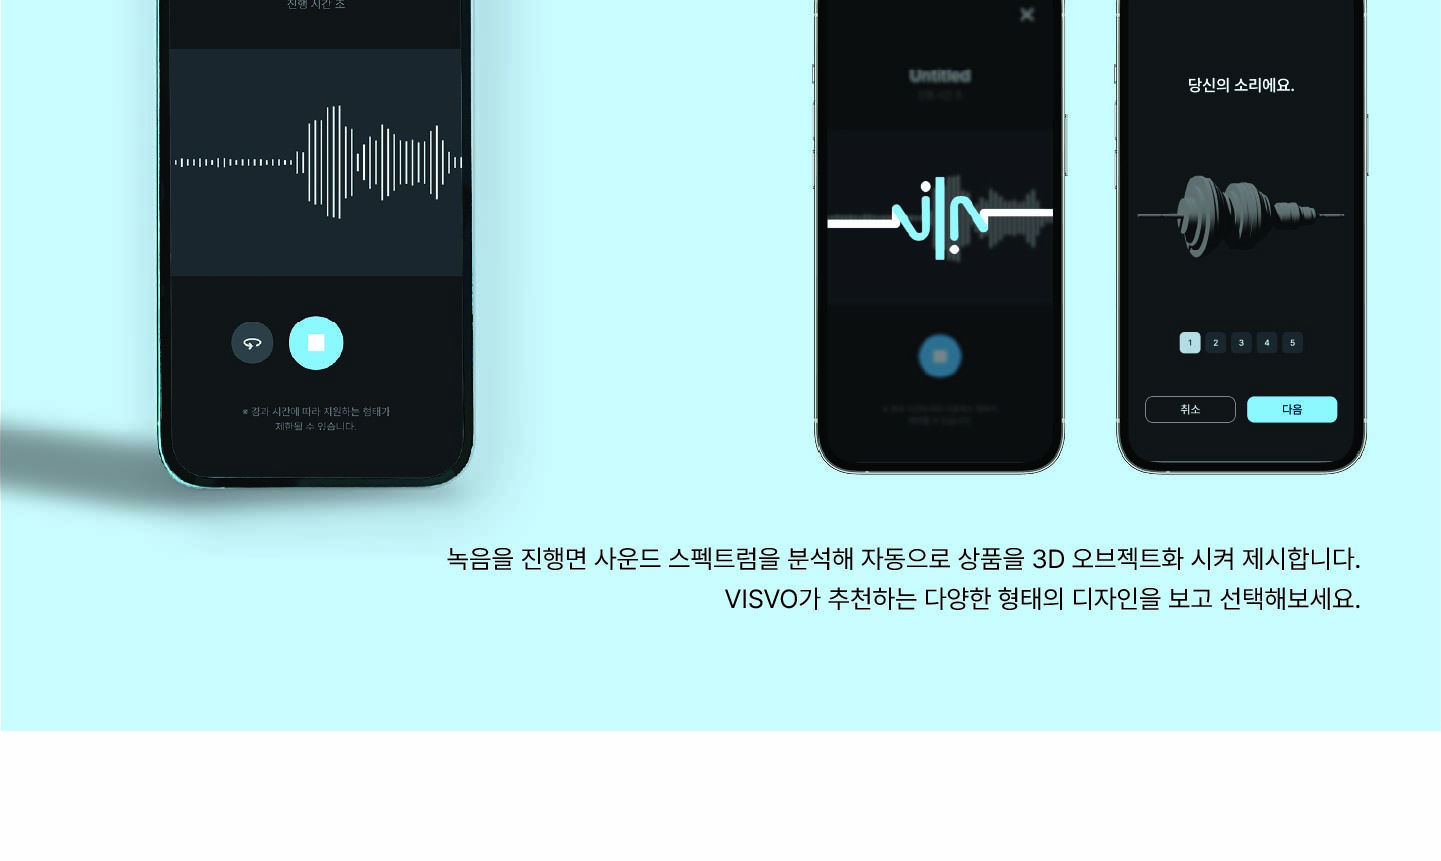 진행 시간 초
※ 경과 시간에 따라 지원하는 형태가
제한될 수 있습니다.
Untitled
당신의 소리에요.
1 2 3 4 5
취소
다음
녹음을 진행면 사운드 스펙트럼을 분석해 자동으로 상품을 3D 오브젝트화 시켜 제시합니다.
VISVO가 추천하는 다양한 형태의 디자인을 보고 선택해보세요.